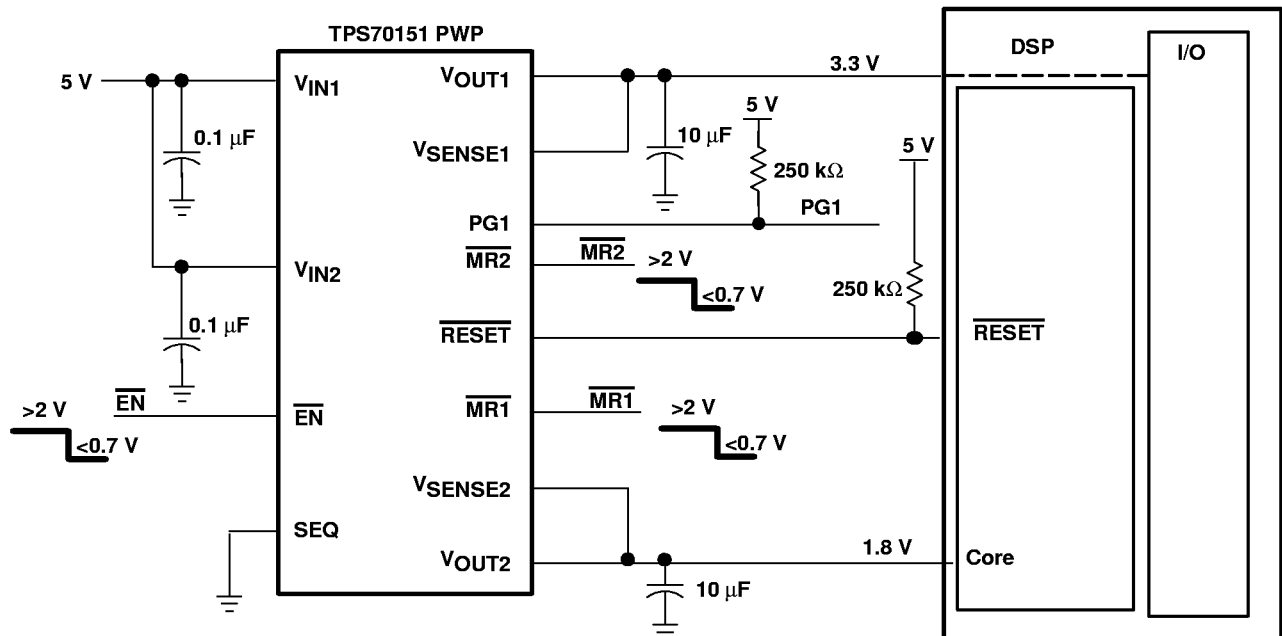 TPS70151 PWP
DSP
I/O
5 V
VIN1
VOUT1
3.3 V
0.1 µF
VSENSE1
10 µF
5 V
250 kΩ
5 V
PG1
PG1
MR2
MR2
>2 V
<0.7 V
VIN2
250 kΩ
0.1 µF
RESET
RESET
>2 V
<0.7 V
EN
EN
MR1
MR1
>2 V
<0.7 V
VSENSE2
SEQ
VOUT2
1.8 V
Core
10 µF